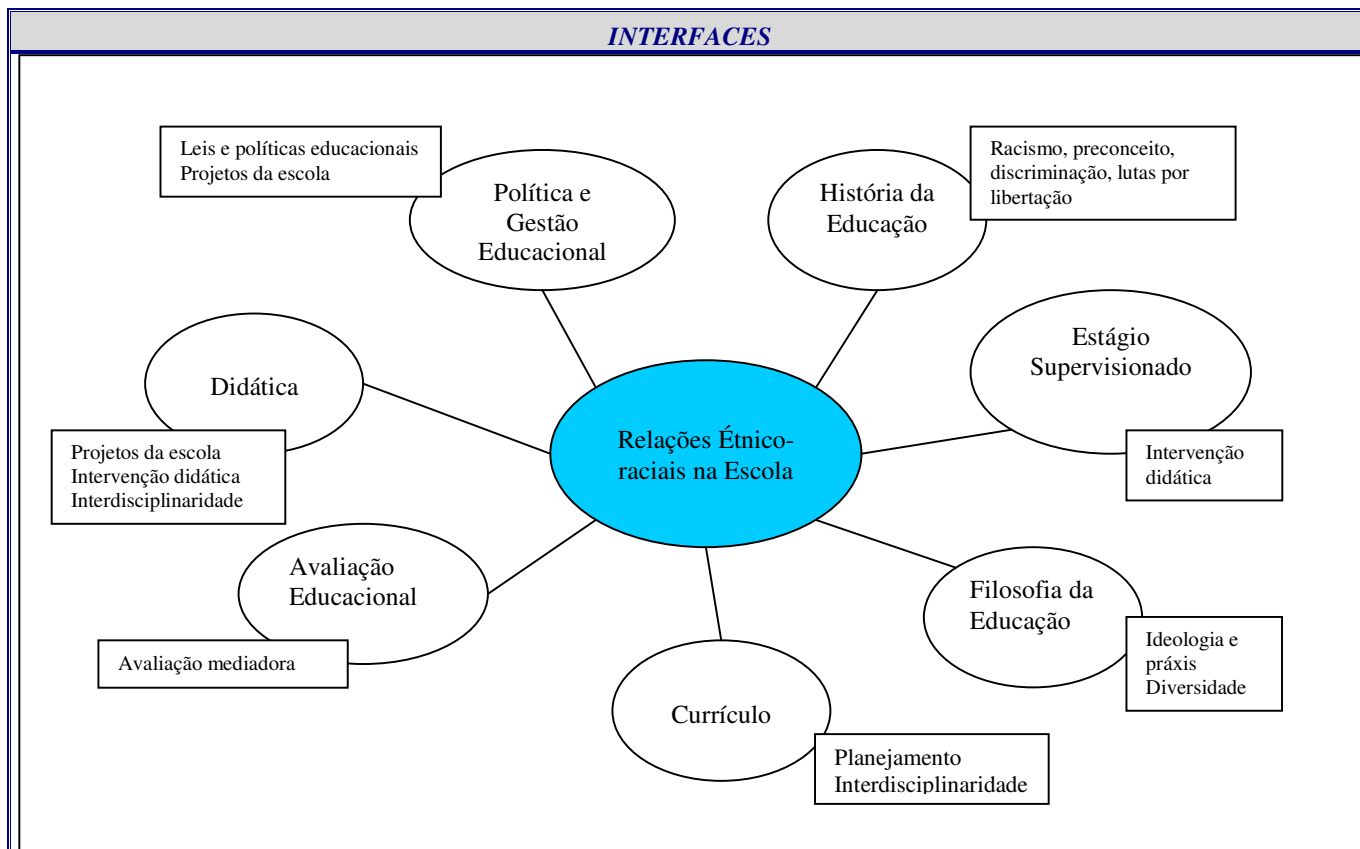 INTERFACES
Leis e políticas educacionais
Projetos da escola
Política e
Gestão
Educacional
História da
Educação
Racismo, preconceito,
discriminação, lutas por
libertação
Estágio
Supervisionado
Intervenção
didática
Didática
Projetos da escola
Intervenção didática
Interdisciplinaridade
Relações Étnico-
raciais na Escola
Avaliação
Educacional
Avaliação mediadora
Filosofia da
Educação
Ideologia e
práxis
Diversidade
Currículo
Planejamento
Interdisciplinaridade